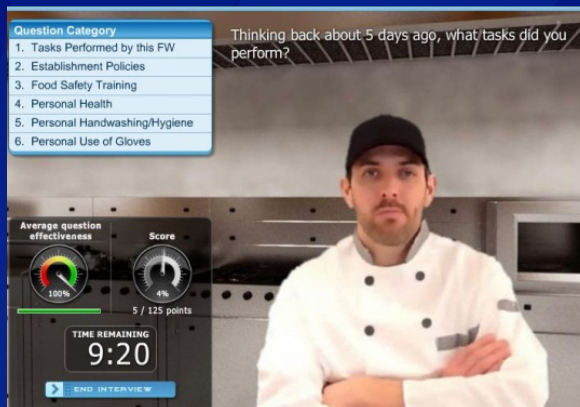 Question Category
1. Tasks Performed by this FW
2. Establishment Policies
3. Food Safety Training
4. Personal Health
5. Personal Handwashing/Hygiene
6. Personal Use of Gloves
Thinking back about 5 days ago, what tasks did you
perform?
Average question
effectiveness
100%
Score
4%
5 / 125 points
TIME REMAINING
9:20
END INTERVIEW